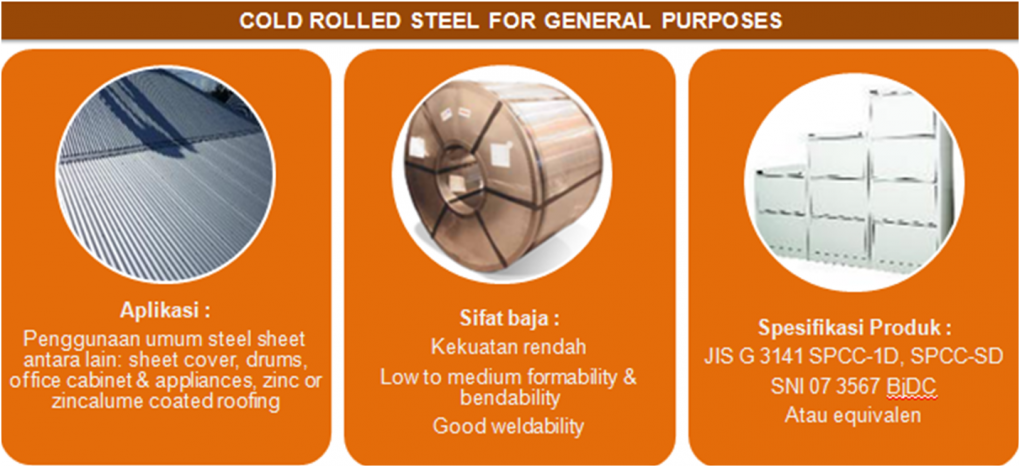 COLD ROLLED STEEL FOR GENERAL PURPOSES
Aplikasi :
Penggunaan umum steel sheet
antara lain: sheet cover, drums,
office cabinet & appliances, zinc or
zincalume coated roofing
Sifat baja :
Kekuatan rendah
Low to medium formability &
bendability
Good weldability
Spesifikasi Produk :
JIS G 3141 SPCC-1D, SPCC-SD
SNI 07 3567 BjDC
Atau equivalen